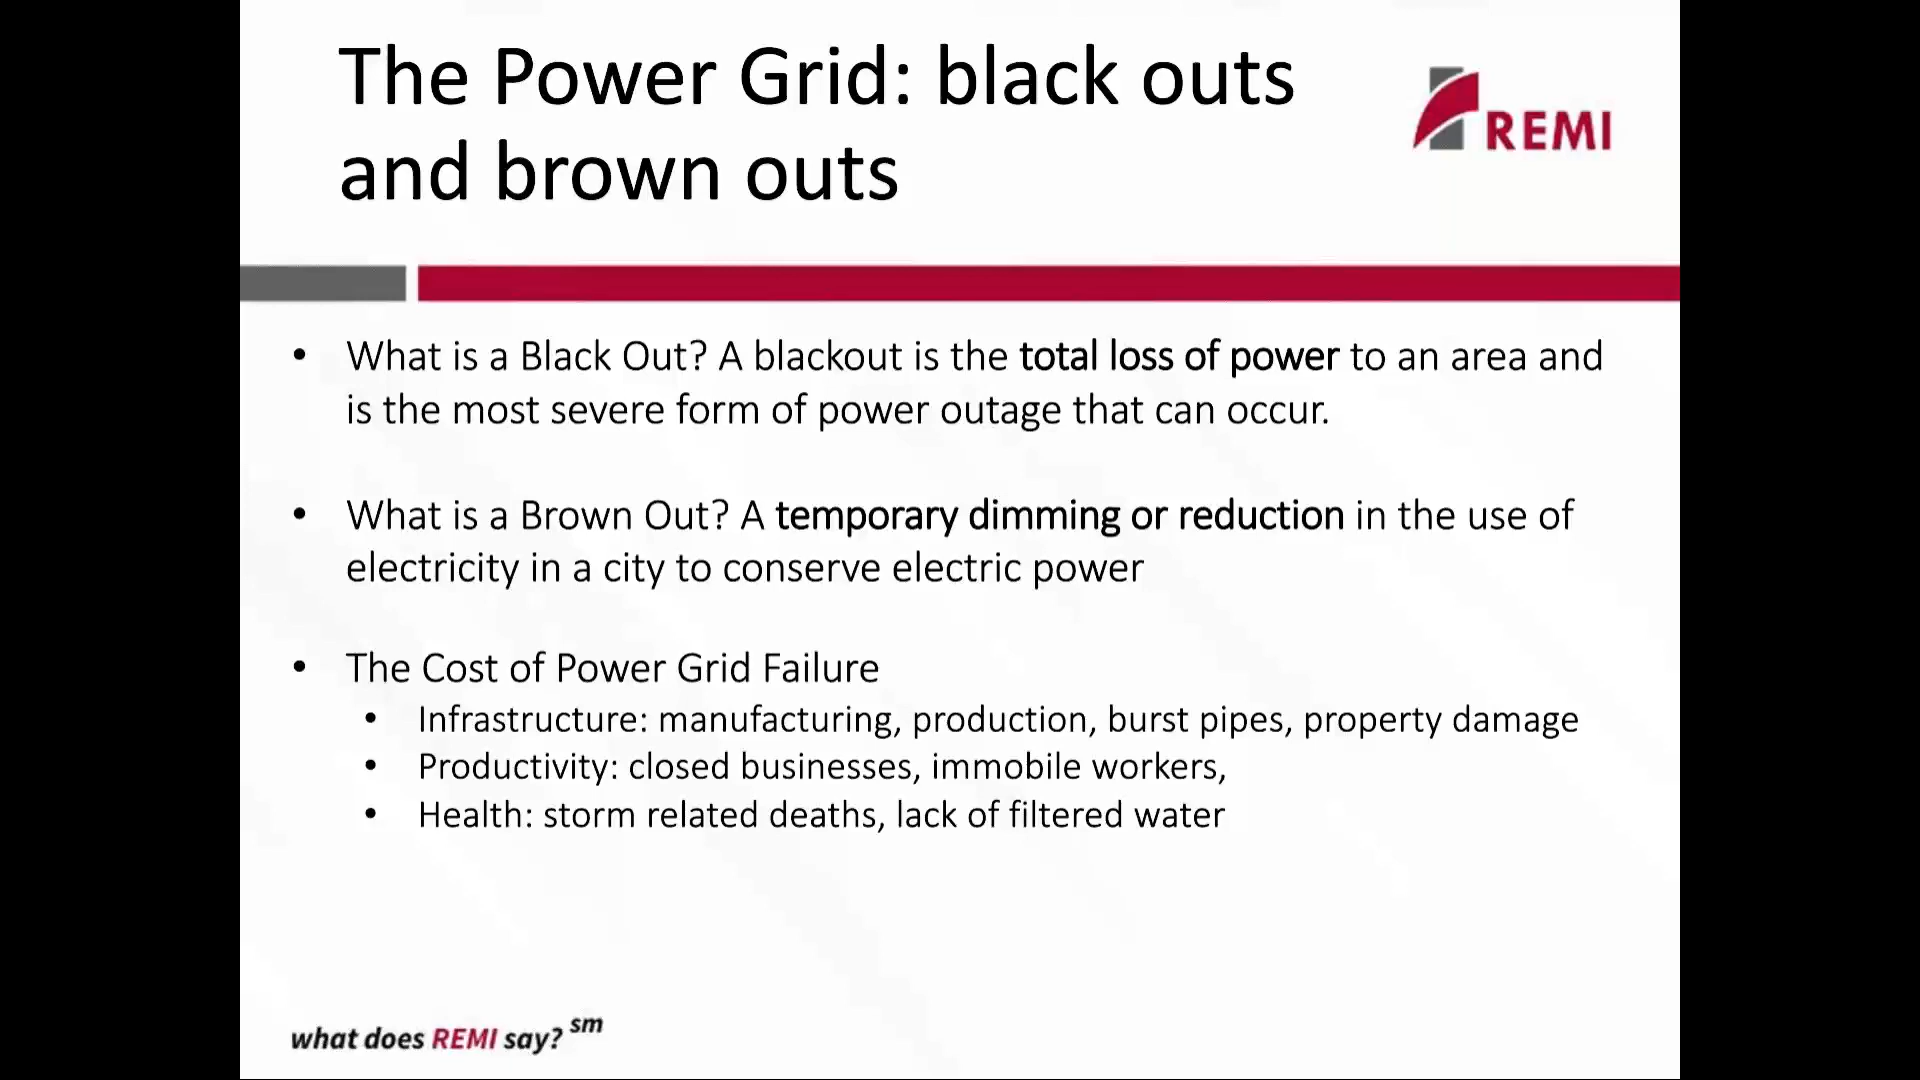 The Power Grid: black outs
and brown outs
REMI
• What is a Black Out? A blackout is the total loss of power to an area and
is the most severe form of power outage that can occur.
• What is a Brown Out? A temporary dimming or reduction in the use of
electricity in a city to conserve electric power
• The Cost of Power Grid Failure
• Infrastructure: manufacturing, production, burst pipes, property damage
• Productivity: closed businesses, immobile workers,
• Health: storm related deaths, lack of filtered water
what does REMI say? sm